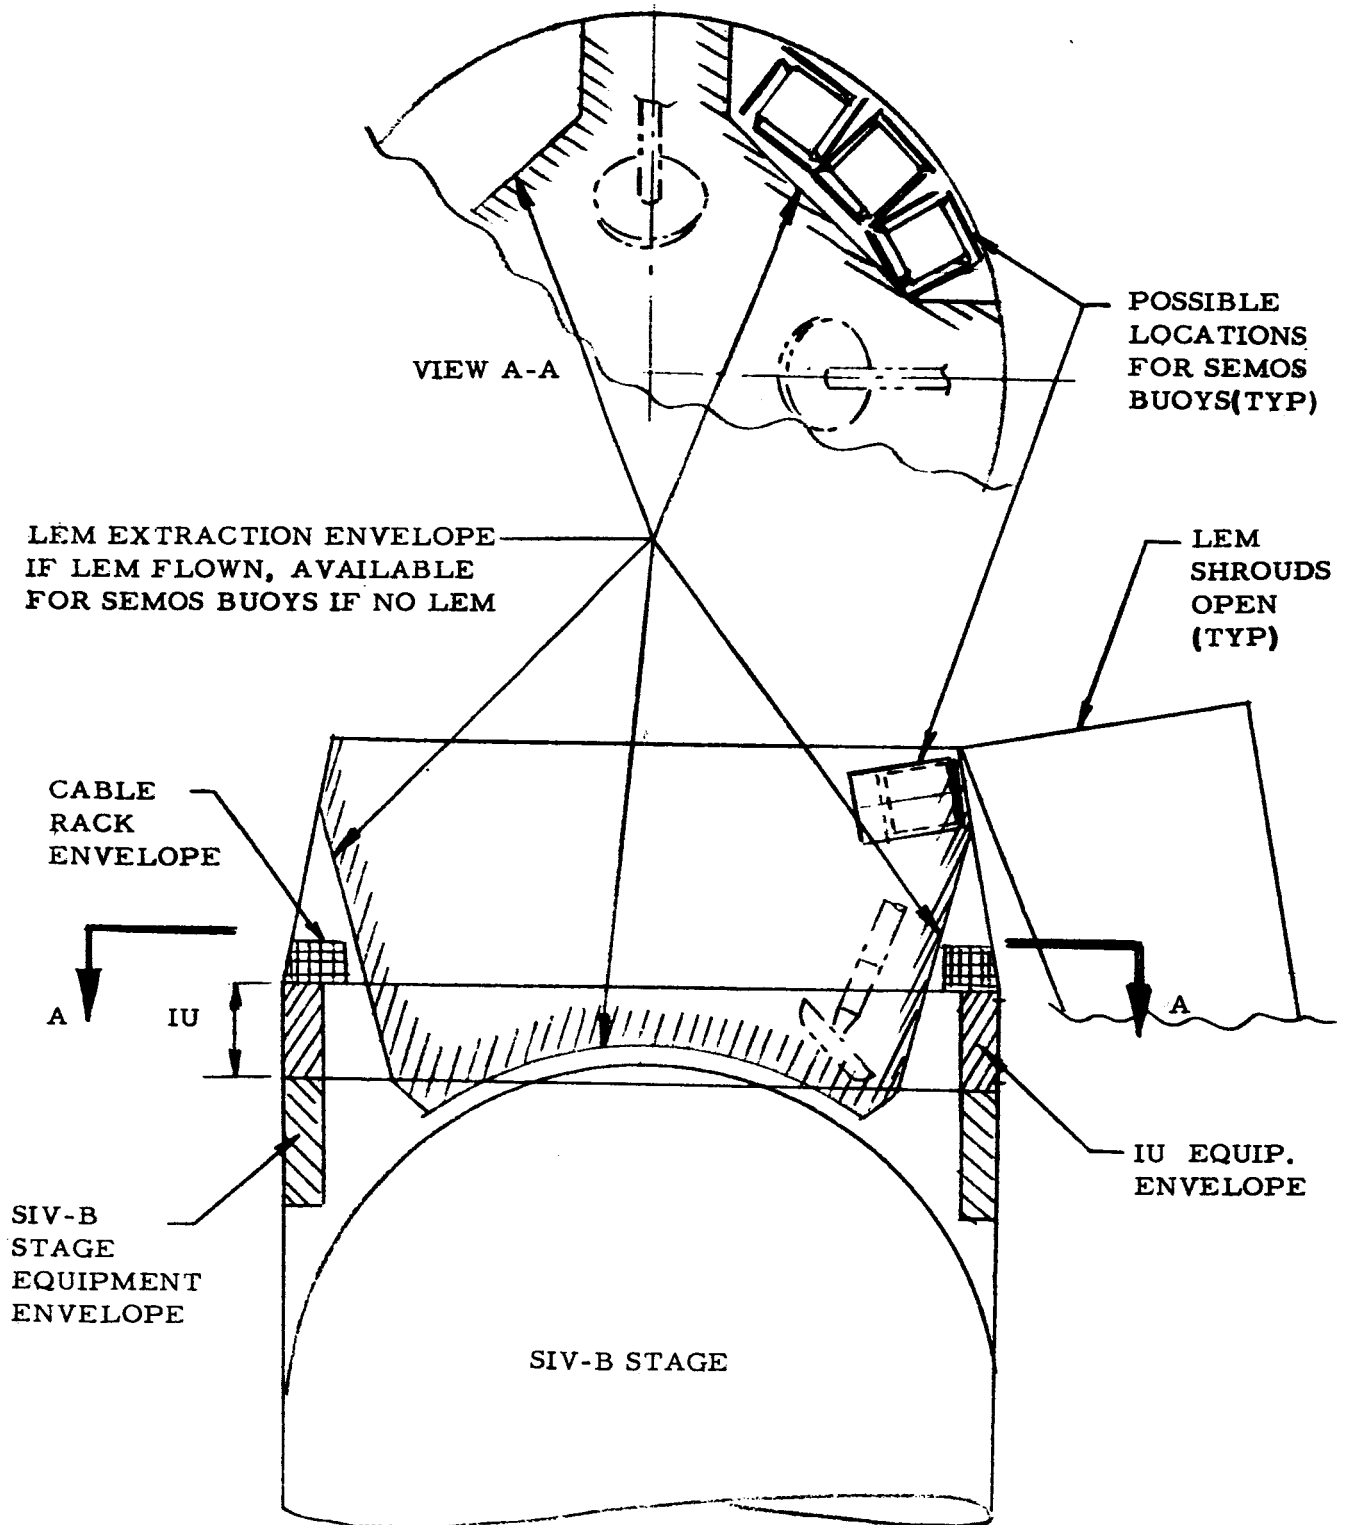 VIEW A-A
POSSIBLE
LOCATIONS
FOR SEMOS
BUOYS(TYP)
LEM EXTRACTION ENVELOPE
IF LEM FLOWN, AVAILABLE
FOR SEMOS BUOYS IF NO LEM
LEM
SHROUDS
OPEN
(TYP)
CABLE
RACK
ENVELOPE
A
IU
A
IU EQUIP.
ENVELOPE
SIV-B
STAGE
EQUIPMENT
ENVELOPE
SIV-B STAGE